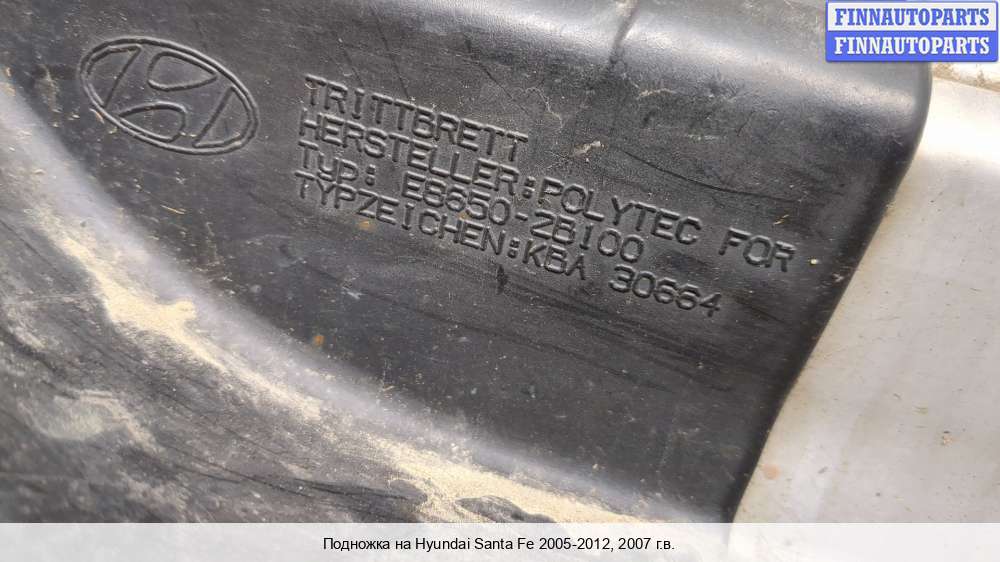 FINNAUTOPARTS
FINNAUTOPARTS
TRITTBRETT
HERSTELLER:POLYTEC FOR
Typ: E8650-2B100
TYPZEICHEN:KBA 30664
Подножка на Hyundai Santa Fe 2005-2012, 2007 г.в.